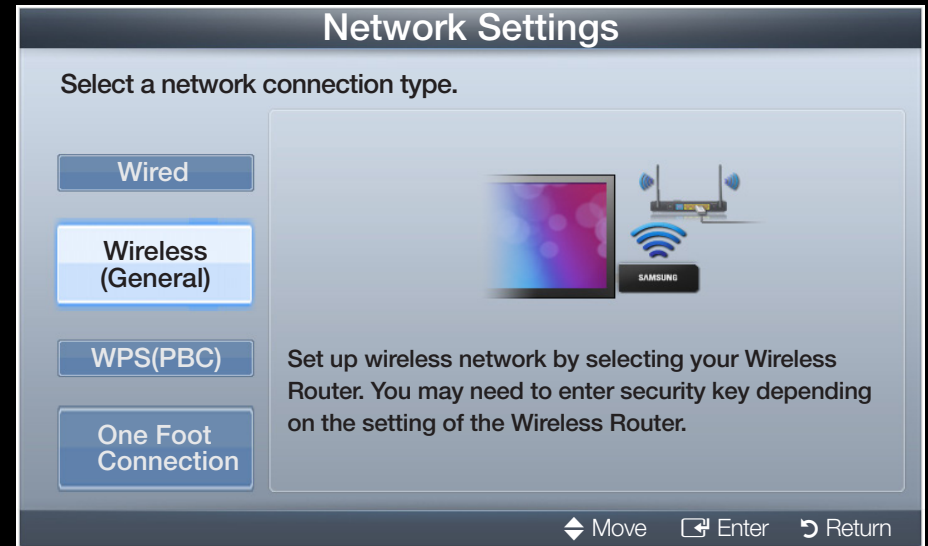 Network Settings
Select a network connection type.
Wired
Wireless
(General)
WPS(PBC)
One Foot
Connection
SAMSUNG
Set up wireless network by selecting your Wireless
Router. You may need to enter security key depending
on the setting of the Wireless Router.
Move Enter Return